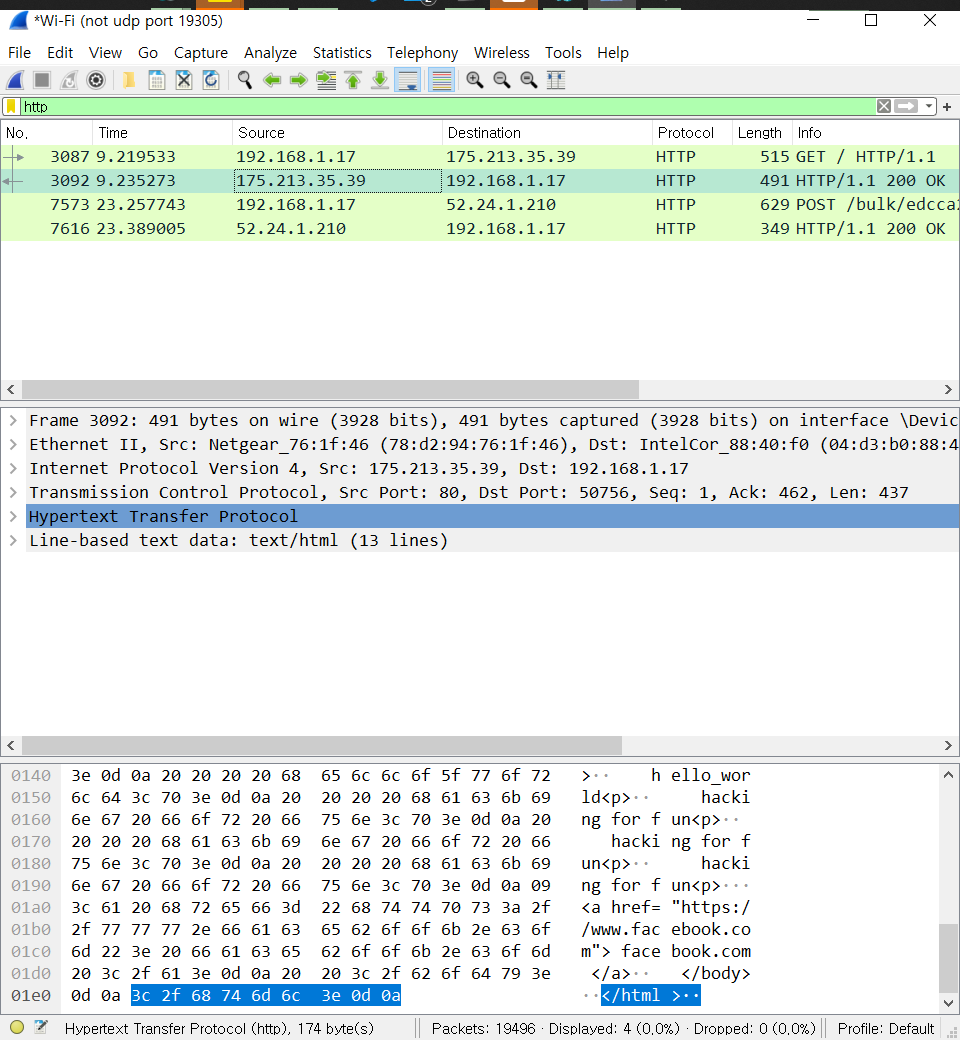 *Wi-Fi (not udp port 19305)
File Edit View Go Capture Analyze Statistics Telephony Wireless Tools Help
http
No. Time Source Destination Protocol Length Info
3087 9.219533 192.168.1.17 175.213.35.39 HTTP 515 GET / HTTP/1.1
3092 9.235273 175.213.35.39 192.168.1.17 HTTP 491 HTTP/1.1 200 OK
7573 23.257743 192.168.1.17 52.24.1.210 HTTP 629 POST /bulk/edcca
7616 23.389005 52.24.1.210 192.168.1.17 HTTP 349 HTTP/1.1 200 OK
Frame 3092: 491 bytes on wire (3928 bits), 491 bytes captured (3928 bits) on interface \Devic
Ethernet II, Src: Netgear_76:1f:46 (78:d2:94:76:1f:46), Dst: IntelCor_88:40:f0 (04:d3:b0:88:4
Internet Protocol Version 4, Src: 175.213.35.39, Dst: 192.168.1.17
Transmission Control Protocol, Src Port: 80, Dst Port: 50756, Seq: 1, Ack: 462, Len: 437
Hypertext Transfer Protocol
Line-based text data: text/html (13 lines)
0140 3e 0d 0a 20 20 20 20 68 65 6c 6c 6f 5f 77 6f 72 >·· h ello_wor
0150 6c 64 3c 70 3e 0d 0a 20 20 20 20 68 61 63 6b 69 ld<p>·· hacki
0160 6e 67 20 66 6f 72 20 66 75 6e 3c 70 3e 0d 0a 20 ng for f un<p>··
0170 20 20 20 68 61 63 6b 69 6e 67 20 66 6f 72 20 66 hacki ng for f
0180 75 6e 3c 70 3e 0d 0a 20 20 20 20 68 61 63 6b 69 un<p>·· hacki
0190 6e 67 20 66 6f 72 20 66 75 6e 3c 70 3e 0d 0a 09 ng for f un<p>···
01a0 3c 61 20 68 72 65 66 3d 22 68 74 74 70 73 3a 2f <a href= "https:/
01b0 2f 77 77 77 2e 66 61 63 65 62 6f 6f 6b 2e 63 6f /www.fac ebook.co
01c0 6d 22 3e 20 66 61 63 65 62 6f 6f 6b 2e 63 6f 6d m"> face book.com
01d0 20 3c 2f 61 3e 0d 0a 20 20 3c 2f 62 6f 64 79 3e </a>·· </body>
01e0 0d 0a 3c 2f 68 74 6d 6c 3e 0d 0a ··</html >··
Hypertext Transfer Protocol (http), 174 byte(s) Packets: 19496 · Displayed: 4 (0,0%) · Dropped: 0 (0,0%) Profile: Default